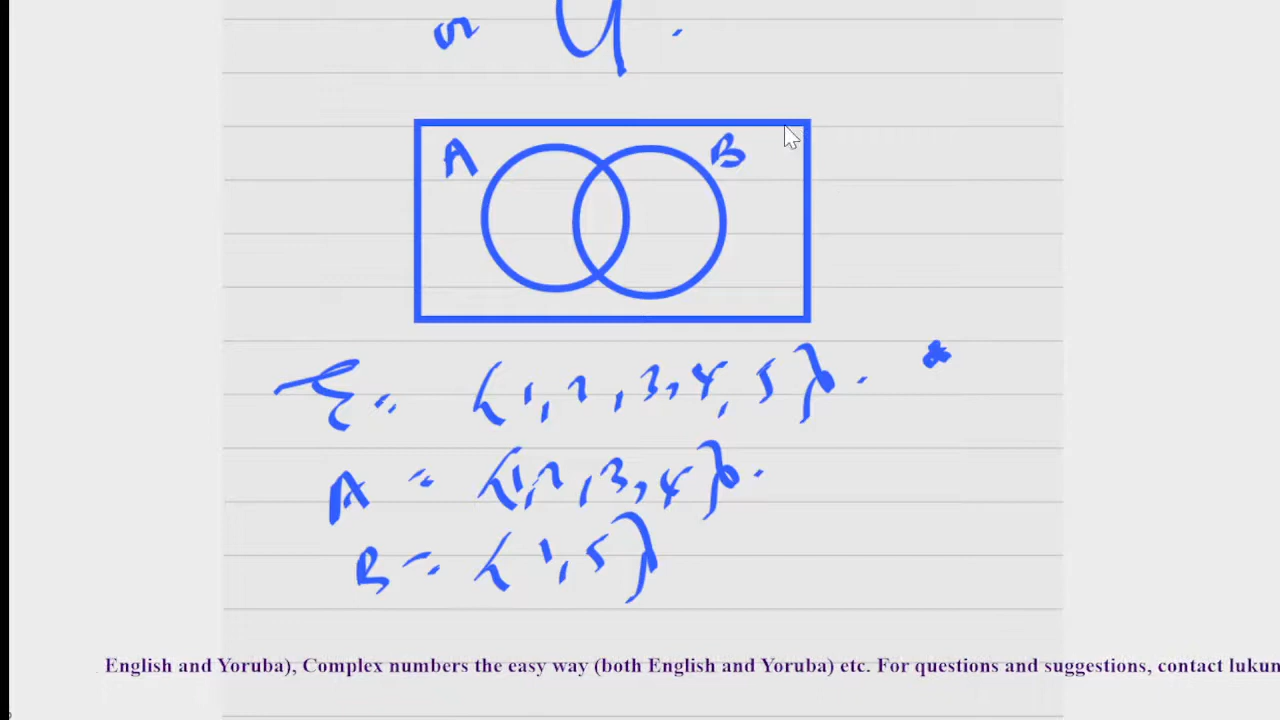 or U.
A B
ξ = {1, 2, 3, 4, 5}.
A = {1, 2, 3, 4}.
B = {1, 5}
English and Yoruba), Complex numbers the easy way (both English and Yoruba) etc. For questions and suggestions, contact lukun